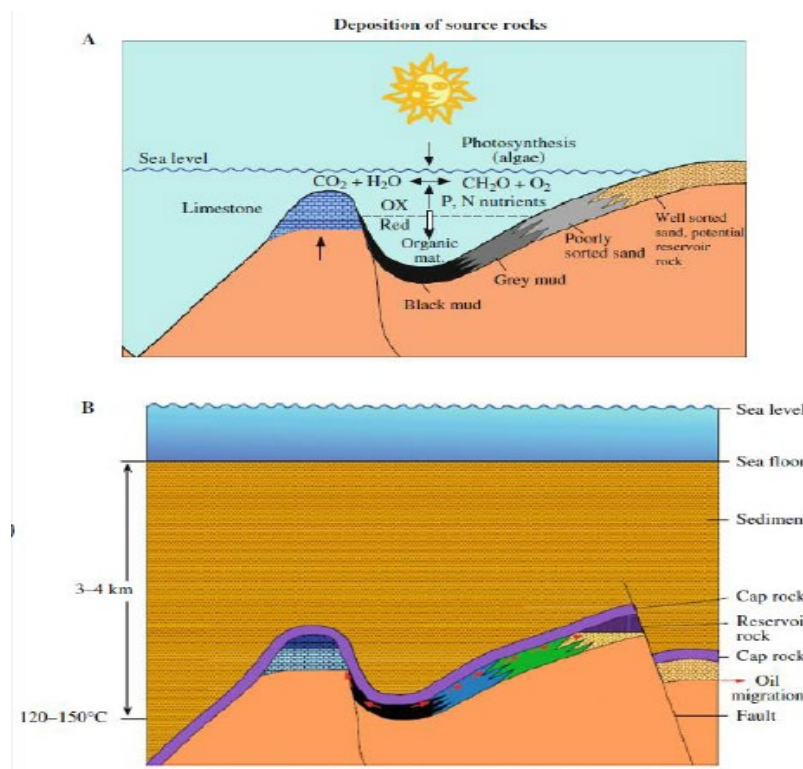 Deposition of source rocks
A
Photosynthesis
(algae)
Sea level
CO₂ + H₂O
CH₂O + O₂
Limestone
OX
P, N nutrients
Red
Organic
mat.
Well sorted
sand, potential
reservoir
rock
Poorly
sorted sand
Grey mud
Black mud
B
Sea level
Sea floor
Sediment
3–4 km
Cap rock
Reservoir
rock
Cap rock
Oil
migration
Fault
120–150°C